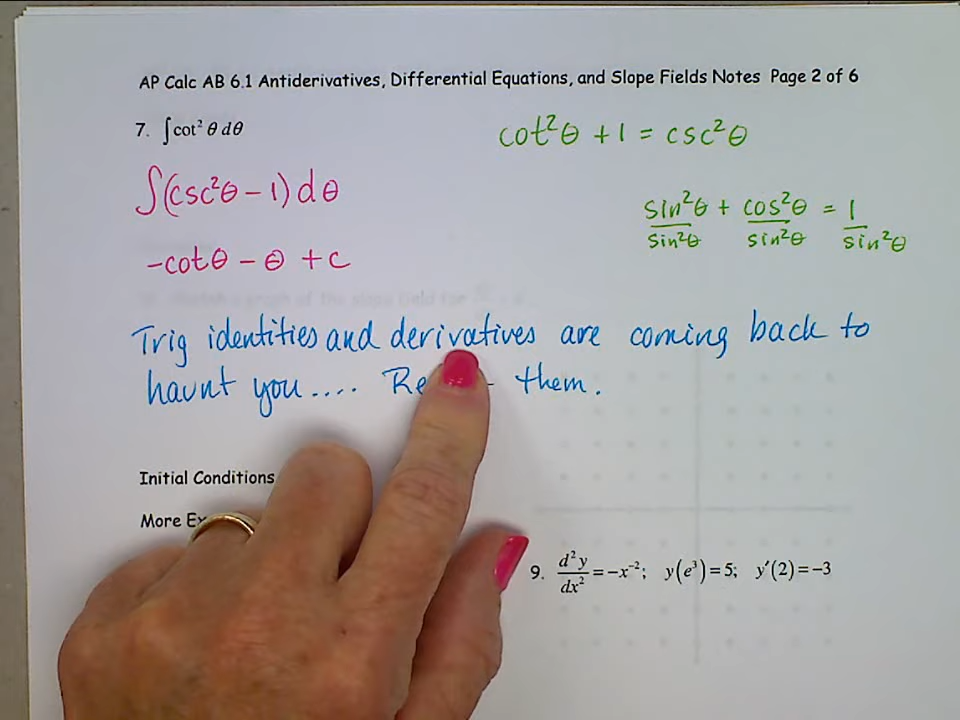 AP Calc AB 6.1 Antiderivatives, Differential Equations, and Slope Fields Notes Page 2 of 6
7. ∫cot² θ dθ
cot²θ + 1 = csc²θ
∫(csc²θ - 1) dθ
sin²θ/sin²θ + cos²θ/sin²θ = 1/sin²θ
-cotθ - θ + c
Trig identities and derivatives are coming back to
haunt you.... them.
Initial Conditions
More
9. d²y/dx² = -x⁻²; y(e³) = 5; y′(2) = -3